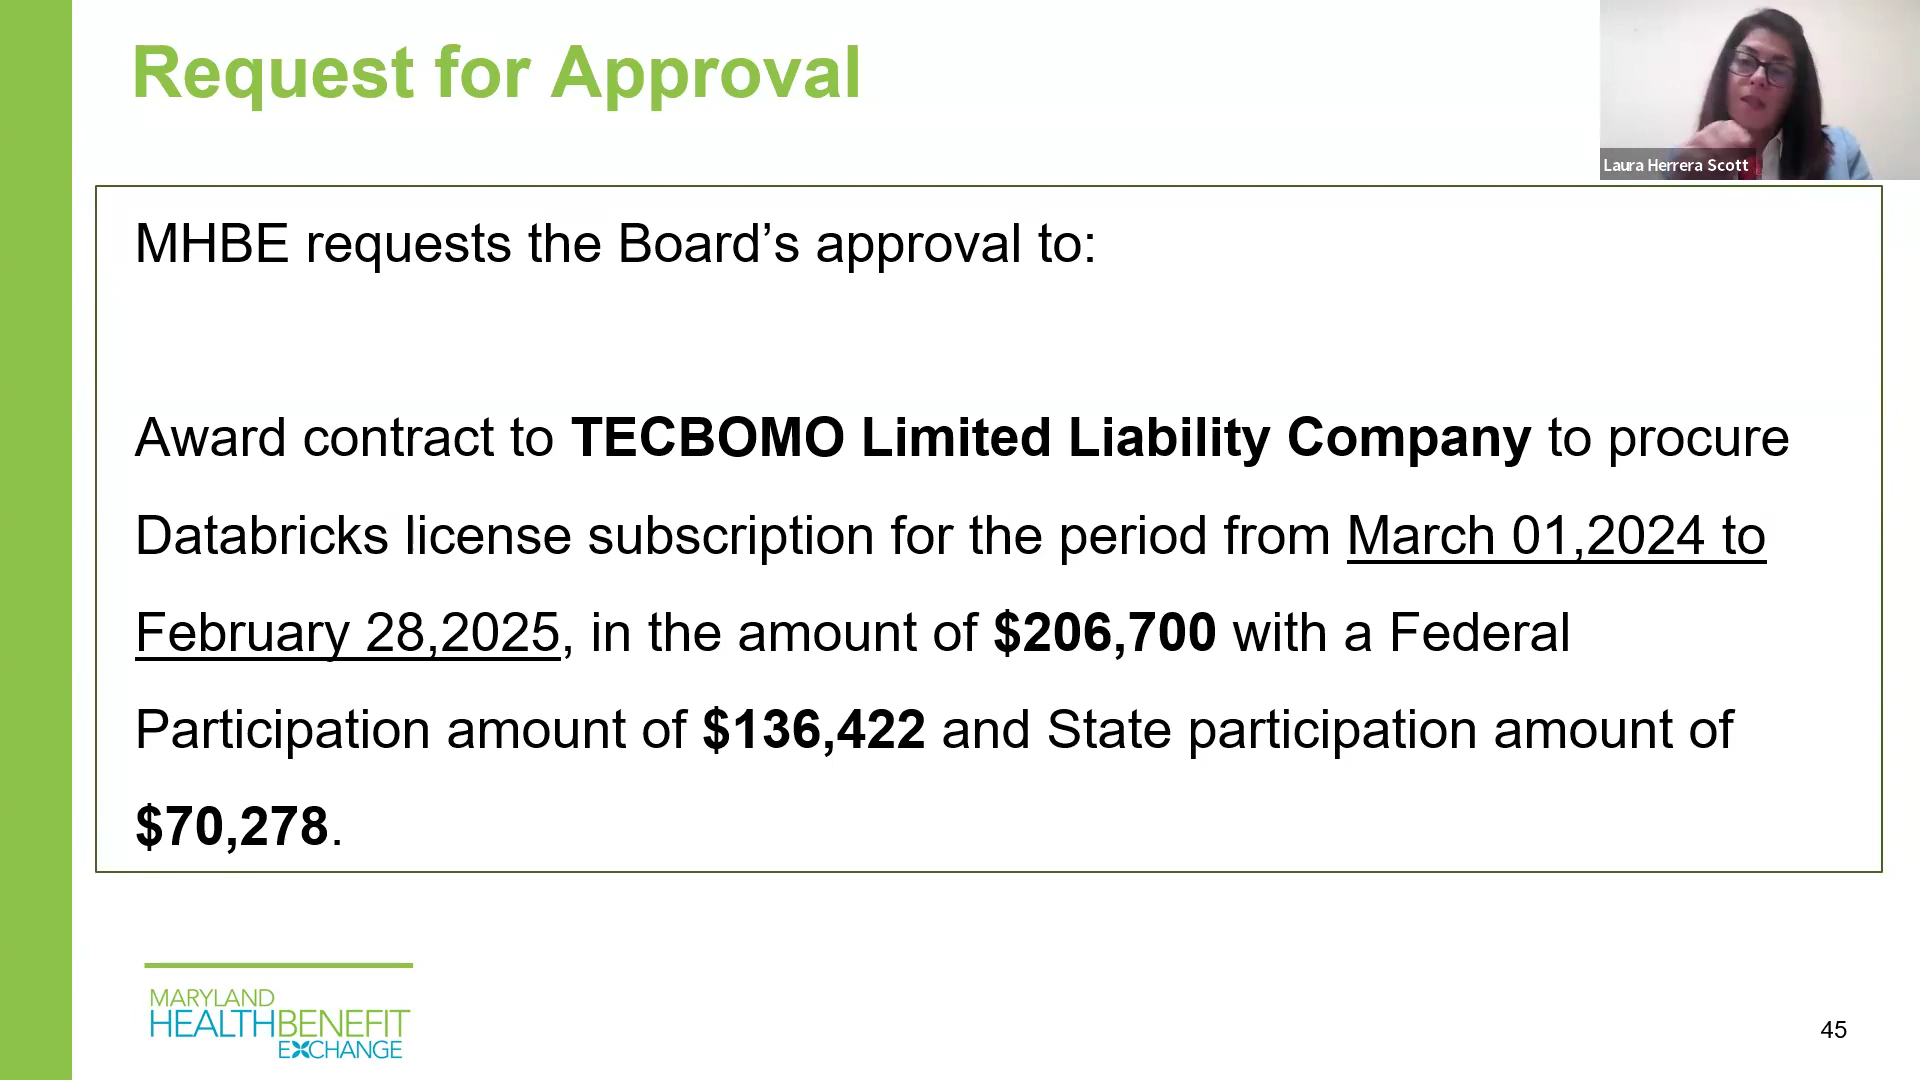 Request for Approval
Laura Herrera Scott
MHBE requests the Board’s approval to:
Award contract to TECBOMO Limited Liability Company to procure
Databricks license subscription for the period from March 01,2024 to
February 28,2025, in the amount of $206,700 with a Federal
Participation amount of $136,422 and State participation amount of
$70,278.
MARYLAND
HEALTHBENEFIT
EXCHANGE
45